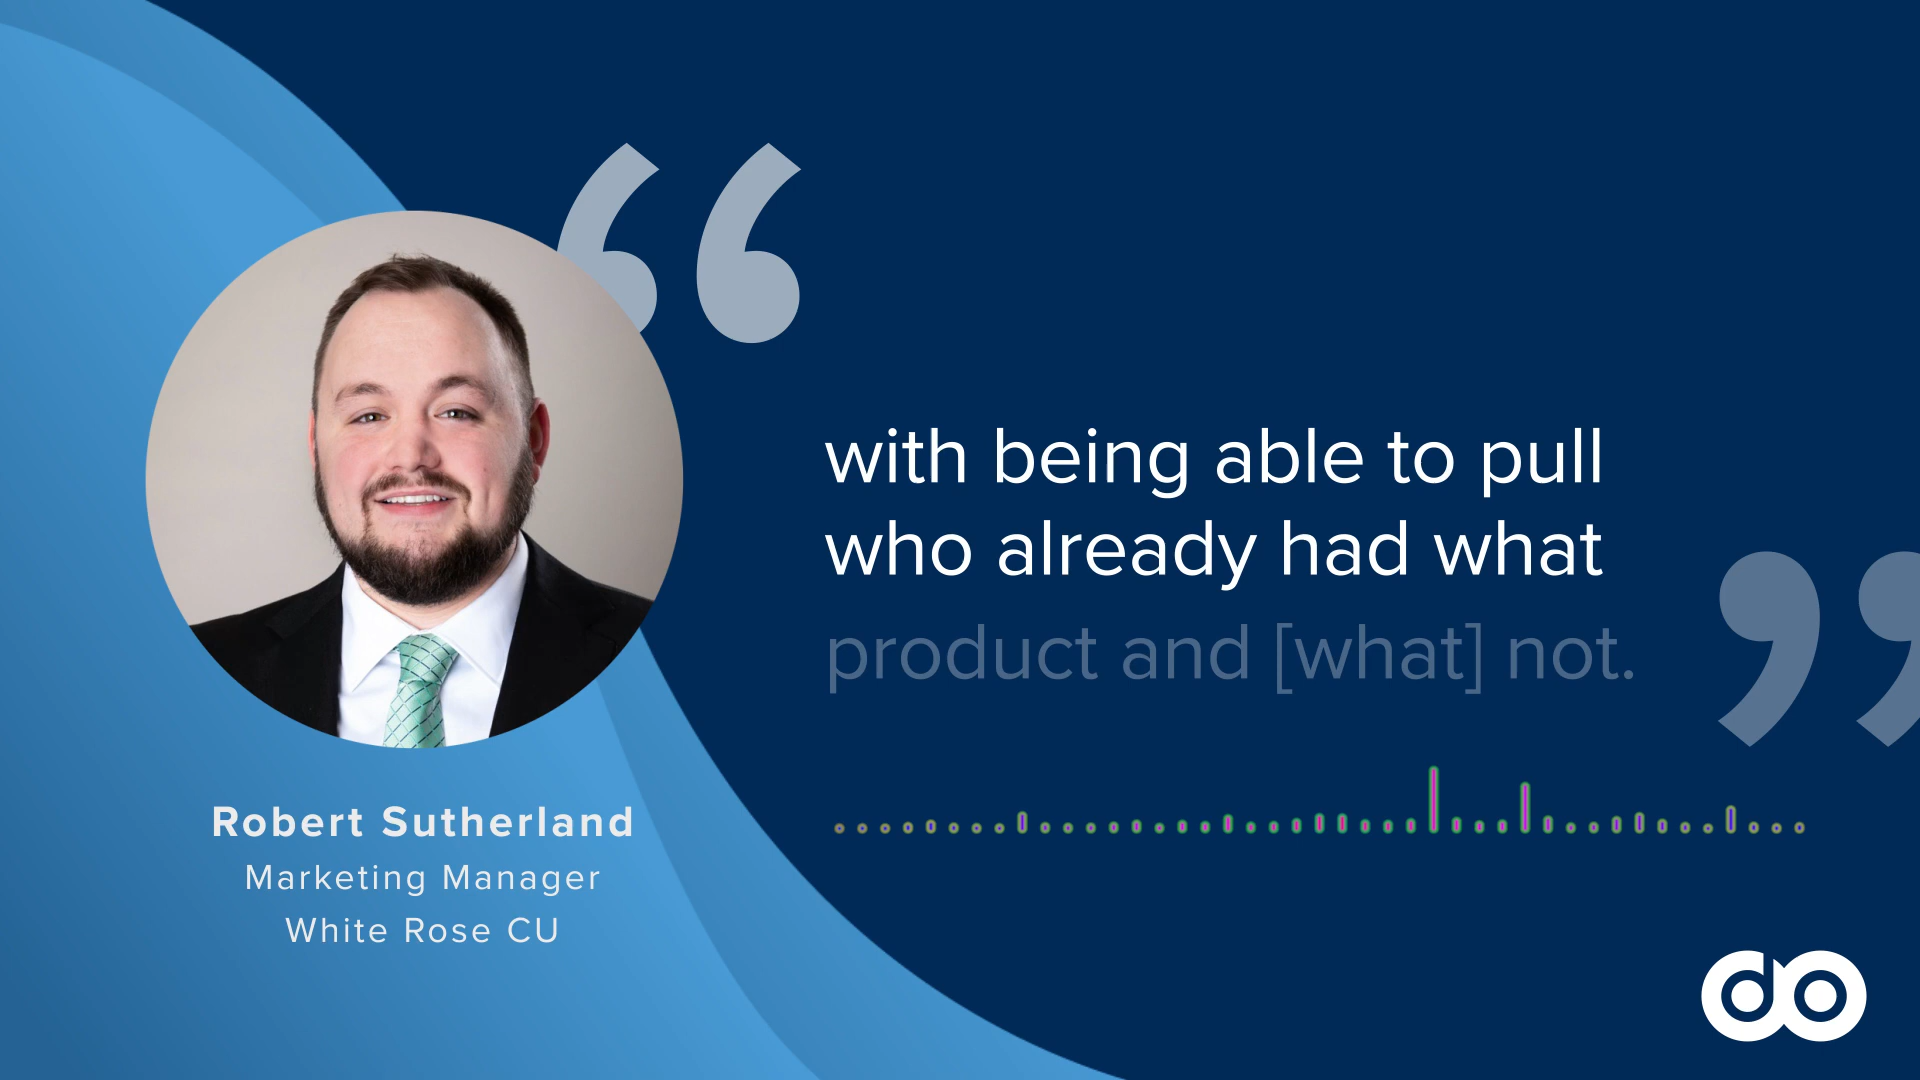 with being able to pull
who already had what
product and [what] not.
Robert Sutherland
Marketing Manager
White Rose CU
do